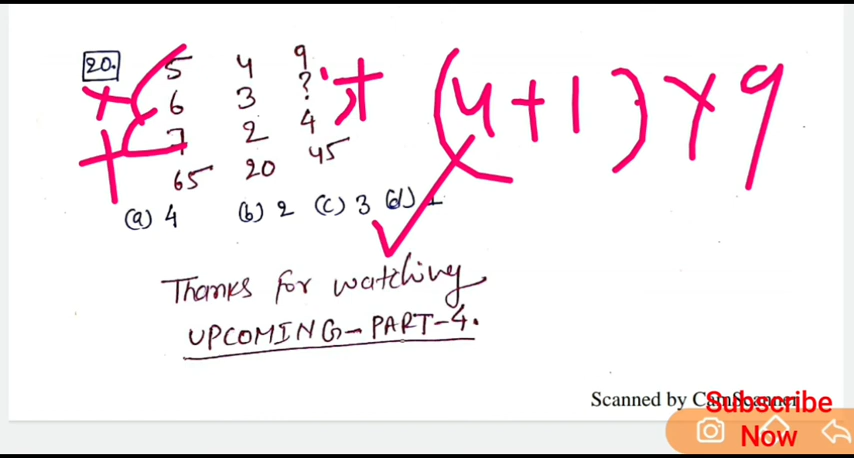 20. 5 4 9
6 3 ? '1'
7 2 4
65 20 45
(4+1)×9
(a) 4 (b) 2 (c) 3 (d) 1
Thanks for watching
UPCOMING-PART-4.
Scanned by CamScanner
Subscribe
Now